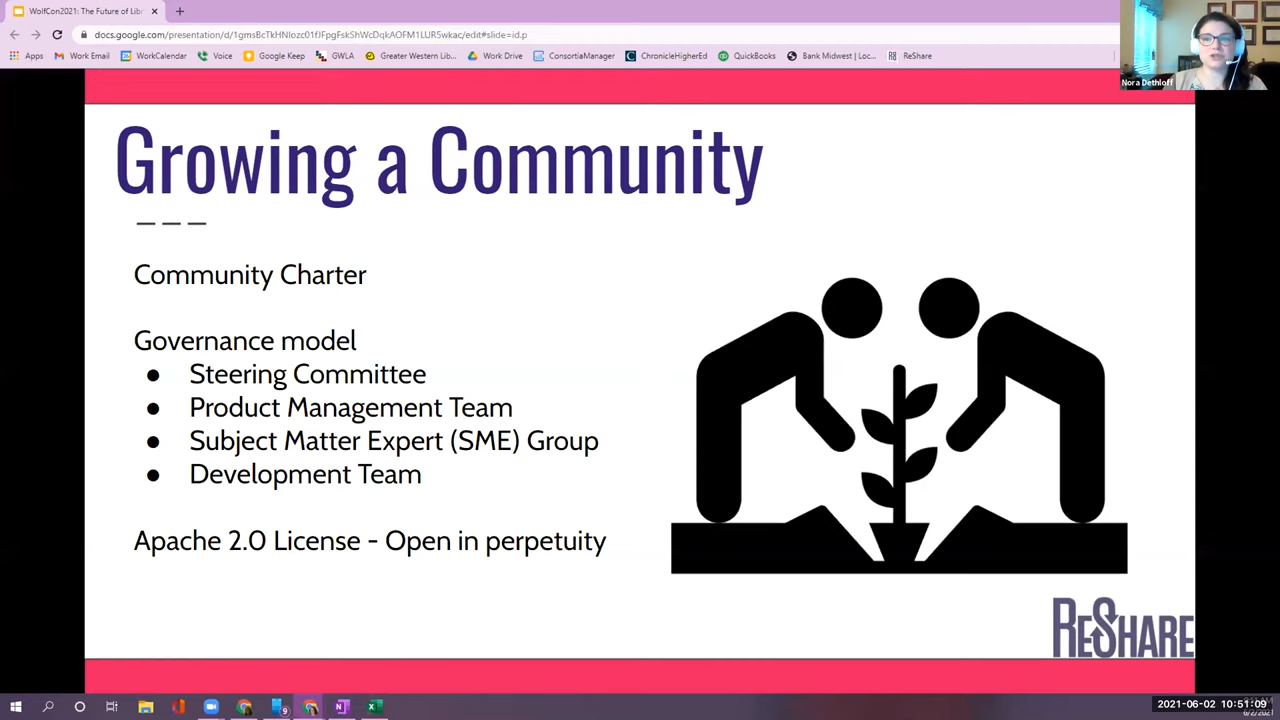 WolfCon2021: The Future of Lib
docs.google.com/presentation/d/1gmsBcTkHNIozc01fJFpgFskShWcDqkAOFM1LUR5wkac/edit#slide=id.p
Apps
Work Email
WorkCalendar
Voice
Google Keep
GWLA
Greater Western Lib...
Work Drive
ConsortiaManager
ChronicleHigherEd
QuickBooks
Bank Midwest | Loc...
ReShare
Nora Dethloff
Growing a Community
Community Charter
Governance model
● Steering Committee
● Product Management Team
● Subject Matter Expert (SME) Group
● Development Team
Apache 2.0 License - Open in perpetuity
RESHARE
2021-06-02 10:51:09